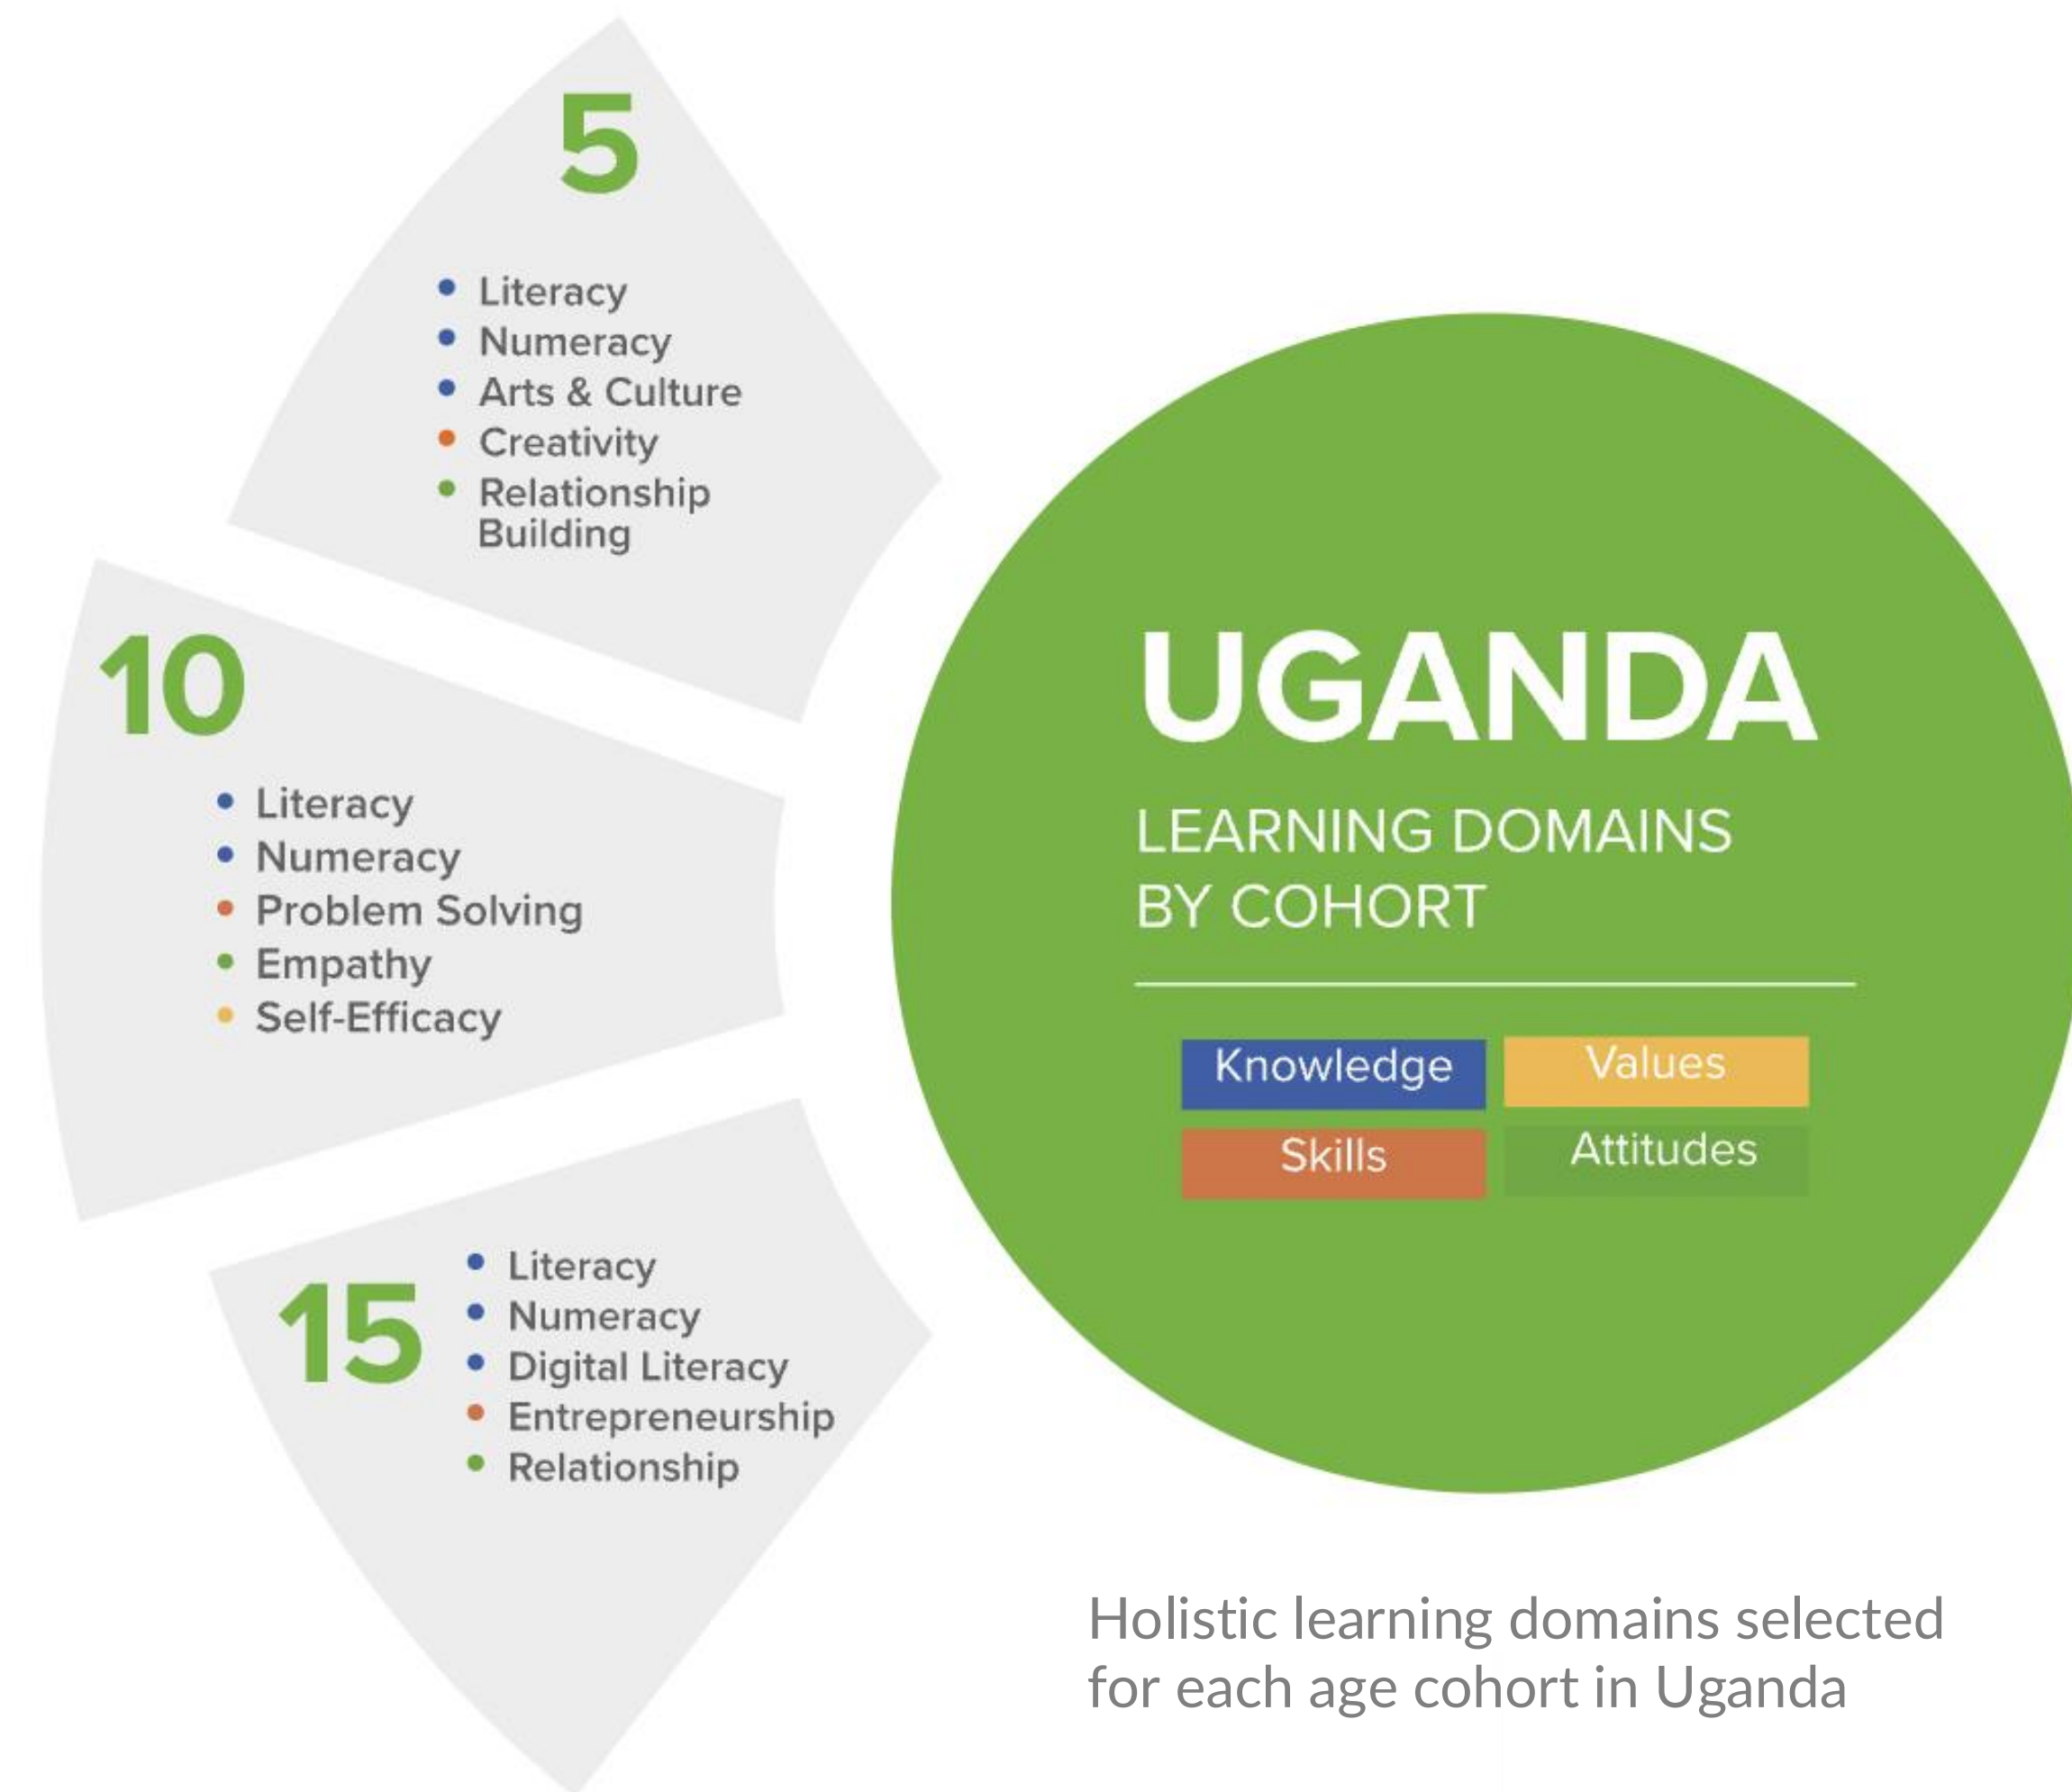 5
• Literacy
• Numeracy
• Arts & Culture
• Creativity
• Relationship
Building
10
• Literacy
• Numeracy
• Problem Solving
• Empathy
• Self-Efficacy
15
• Literacy
• Numeracy
• Digital Literacy
• Entrepreneurship
• Relationship
UGANDA
LEARNING DOMAINS
BY COHORT
Knowledge
Values
Skills
Attitudes
Holistic learning domains selected
for each age cohort in Uganda